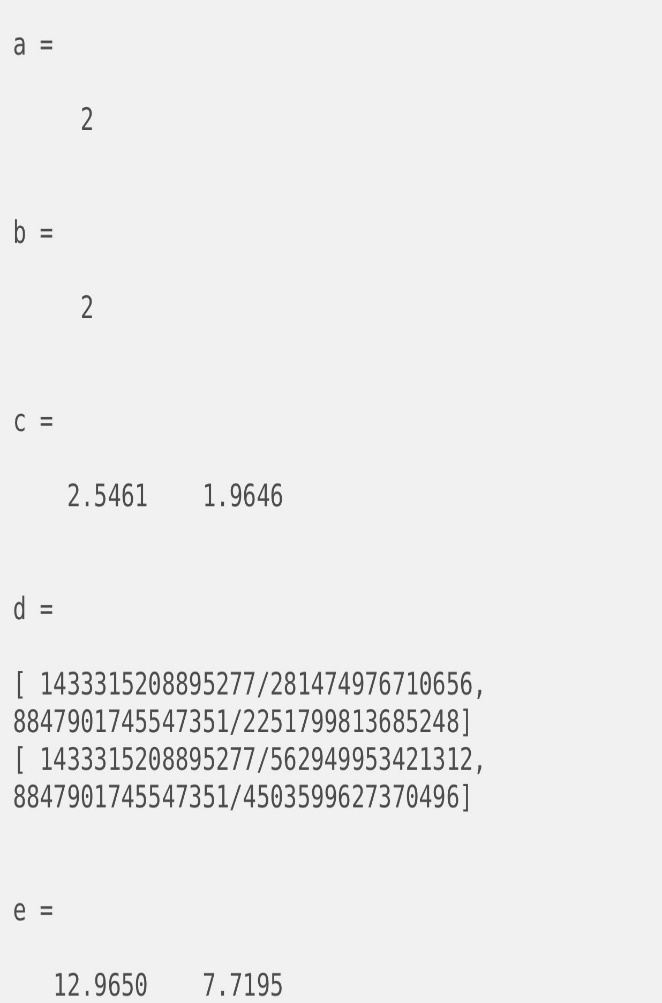 a =
2
b =
2
c =
2.5461    1.9646
d =
[ 1433315208895277/281474976710656,
8847901745547351/2251799813685248]
[ 1433315208895277/562949953421312,
8847901745547351/4503599627370496]
e =
12.9650    7.7195